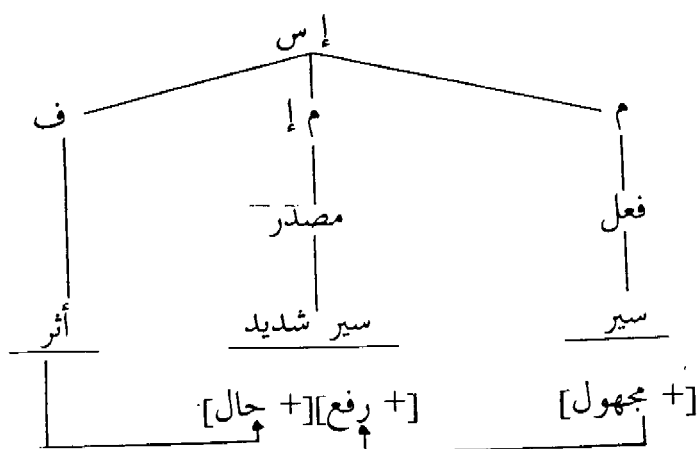 إ س
م م إ ف
فعل مصدر
سير سير شديد أثر
[+ مجهول] [+ رفع][+ حال]